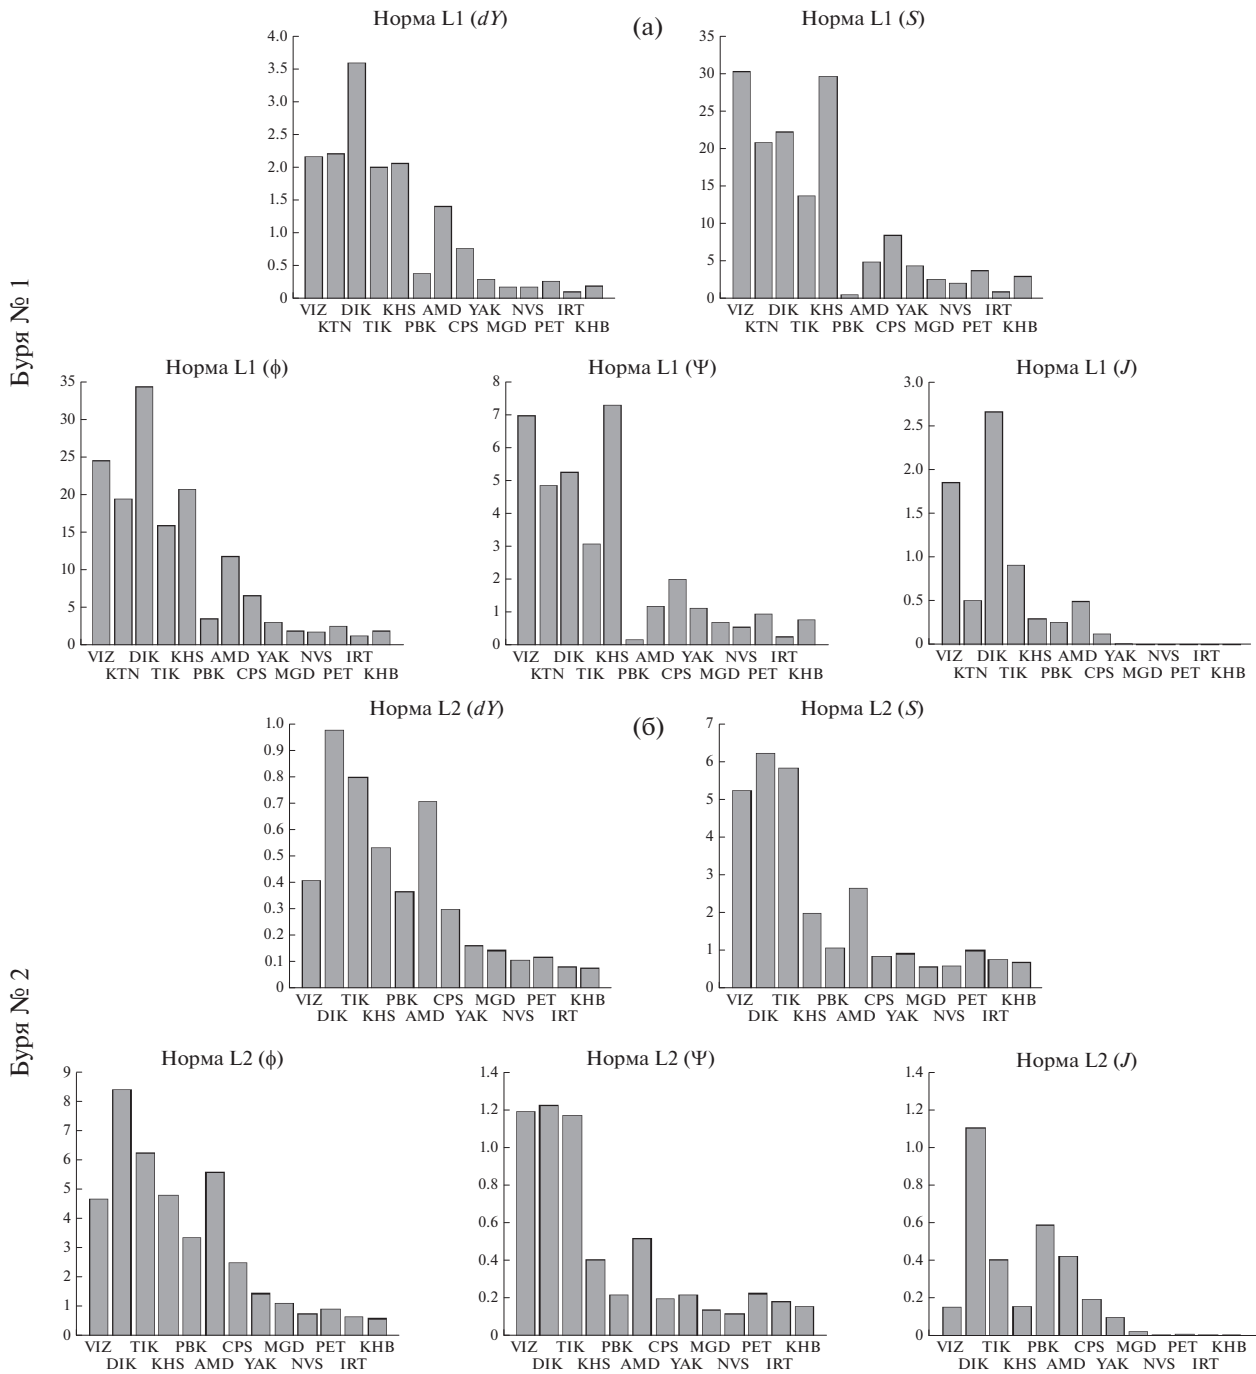 Норма L1 (dY)
(а)
Норма L1 (S)
4.0
3.5
3.0
2.5
2.0
1.5
1.0
0.5
0
VIZ DIK KHS AMD YAK NVS IRT
KTN TIK PBK CPS MGD PET KHB
35
30
25
20
15
10
5
0
VIZ DIK KHS AMD YAK NVS IRT
KTN TIK PBK CPS MGD PET KHB
Буря № 1
Норма L1 (ϕ)
Норма L1 (Ψ)
Норма L1 (J)
35
30
25
20
15
10
5
0
VIZ DIK KHS AMD YAK NVS IRT
KTN TIK PBK CPS MGD PET KHB
8
7
6
5
4
3
2
1
0
VIZ DIK KHS AMD YAK NVS IRT
KTN TIK PBK CPS MGD PET KHB
3.0
2.5
2.0
1.5
1.0
0.5
0
VIZ DIK KHS AMD YAK NVS IRT
KTN TIK PBK CPS MGD PET KHB
Норма L2 (dY)
(б)
Норма L2 (S)
1.0
0.9
0.8
0.7
0.6
0.5
0.4
0.3
0.2
0.1
0
VIZ TIK PBK CPS MGD PET KHB
DIK KHS AMD YAK NVS IRT
7
6
5
4
3
2
1
0
VIZ TIK PBK CPS MGD PET KHB
DIK KHS AMD YAK NVS IRT
Буря № 2
Норма L2 (ϕ)
Норма L2 (Ψ)
Норма L2 (J)
9
8
7
6
5
4
3
2
1
0
VIZ TIK PBK CPS MGD PET KHB
DIK KHS AMD YAK NVS IRT
1.4
1.2
1.0
0.8
0.6
0.4
0.2
0
VIZ TIK PBK CPS MGD PET KHB
DIK KHS AMD YAK NVS IRT
1.4
1.2
1.0
0.8
0.6
0.4
0.2
0
VIZ TIK PBK CPS MGD PET KHB
DIK KHS AMD YAK NVS IRT